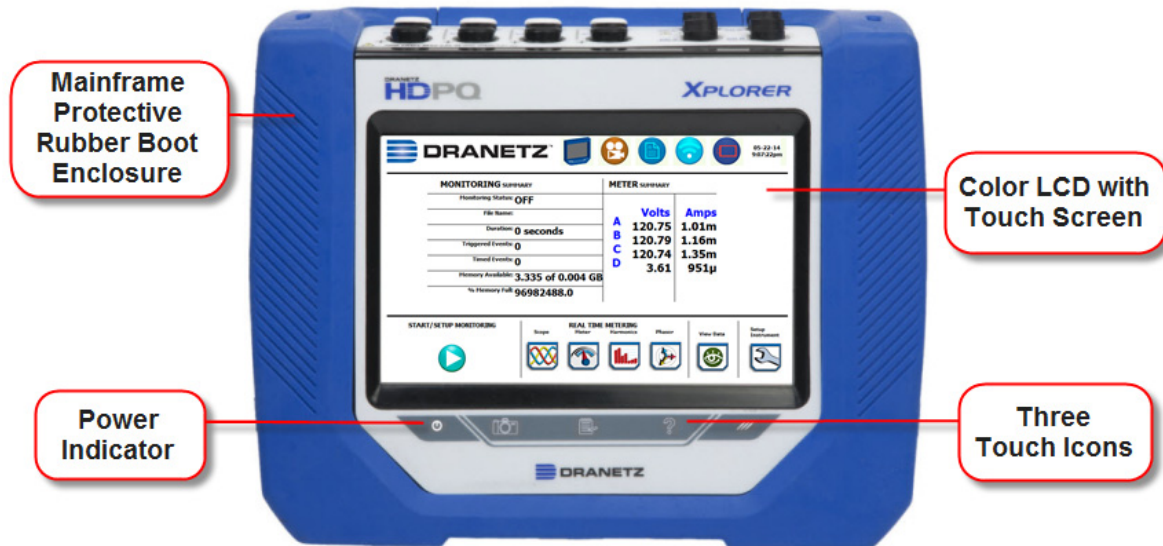 Mainframe
Protective
Rubber Boot
Enclosure
DRANETZ
HDPQ
XPLORER
DRANETZ
05-22-14
9:07:22pm
MONITORING SUMMARY
Monitoring Status: OFF
File Name:
Duration: 0 seconds
Triggered Events: 0
Timed Events: 0
Memory Available: 3.335 of 0.004 GB
% Memory Full: 96982488.0
METER SUMMARY
Volts Amps
A 120.75 1.01m
B 120.79 1.16m
C 120.74 1.35m
D 3.61 951µ
Color LCD with
Touch Screen
START/SETUP MONITORING
REAL TIME METERING
Scope Meter Harmonics Phasor
View Data
Setup
Instrument
Power
Indicator
?
Three
Touch Icons
DRANETZ